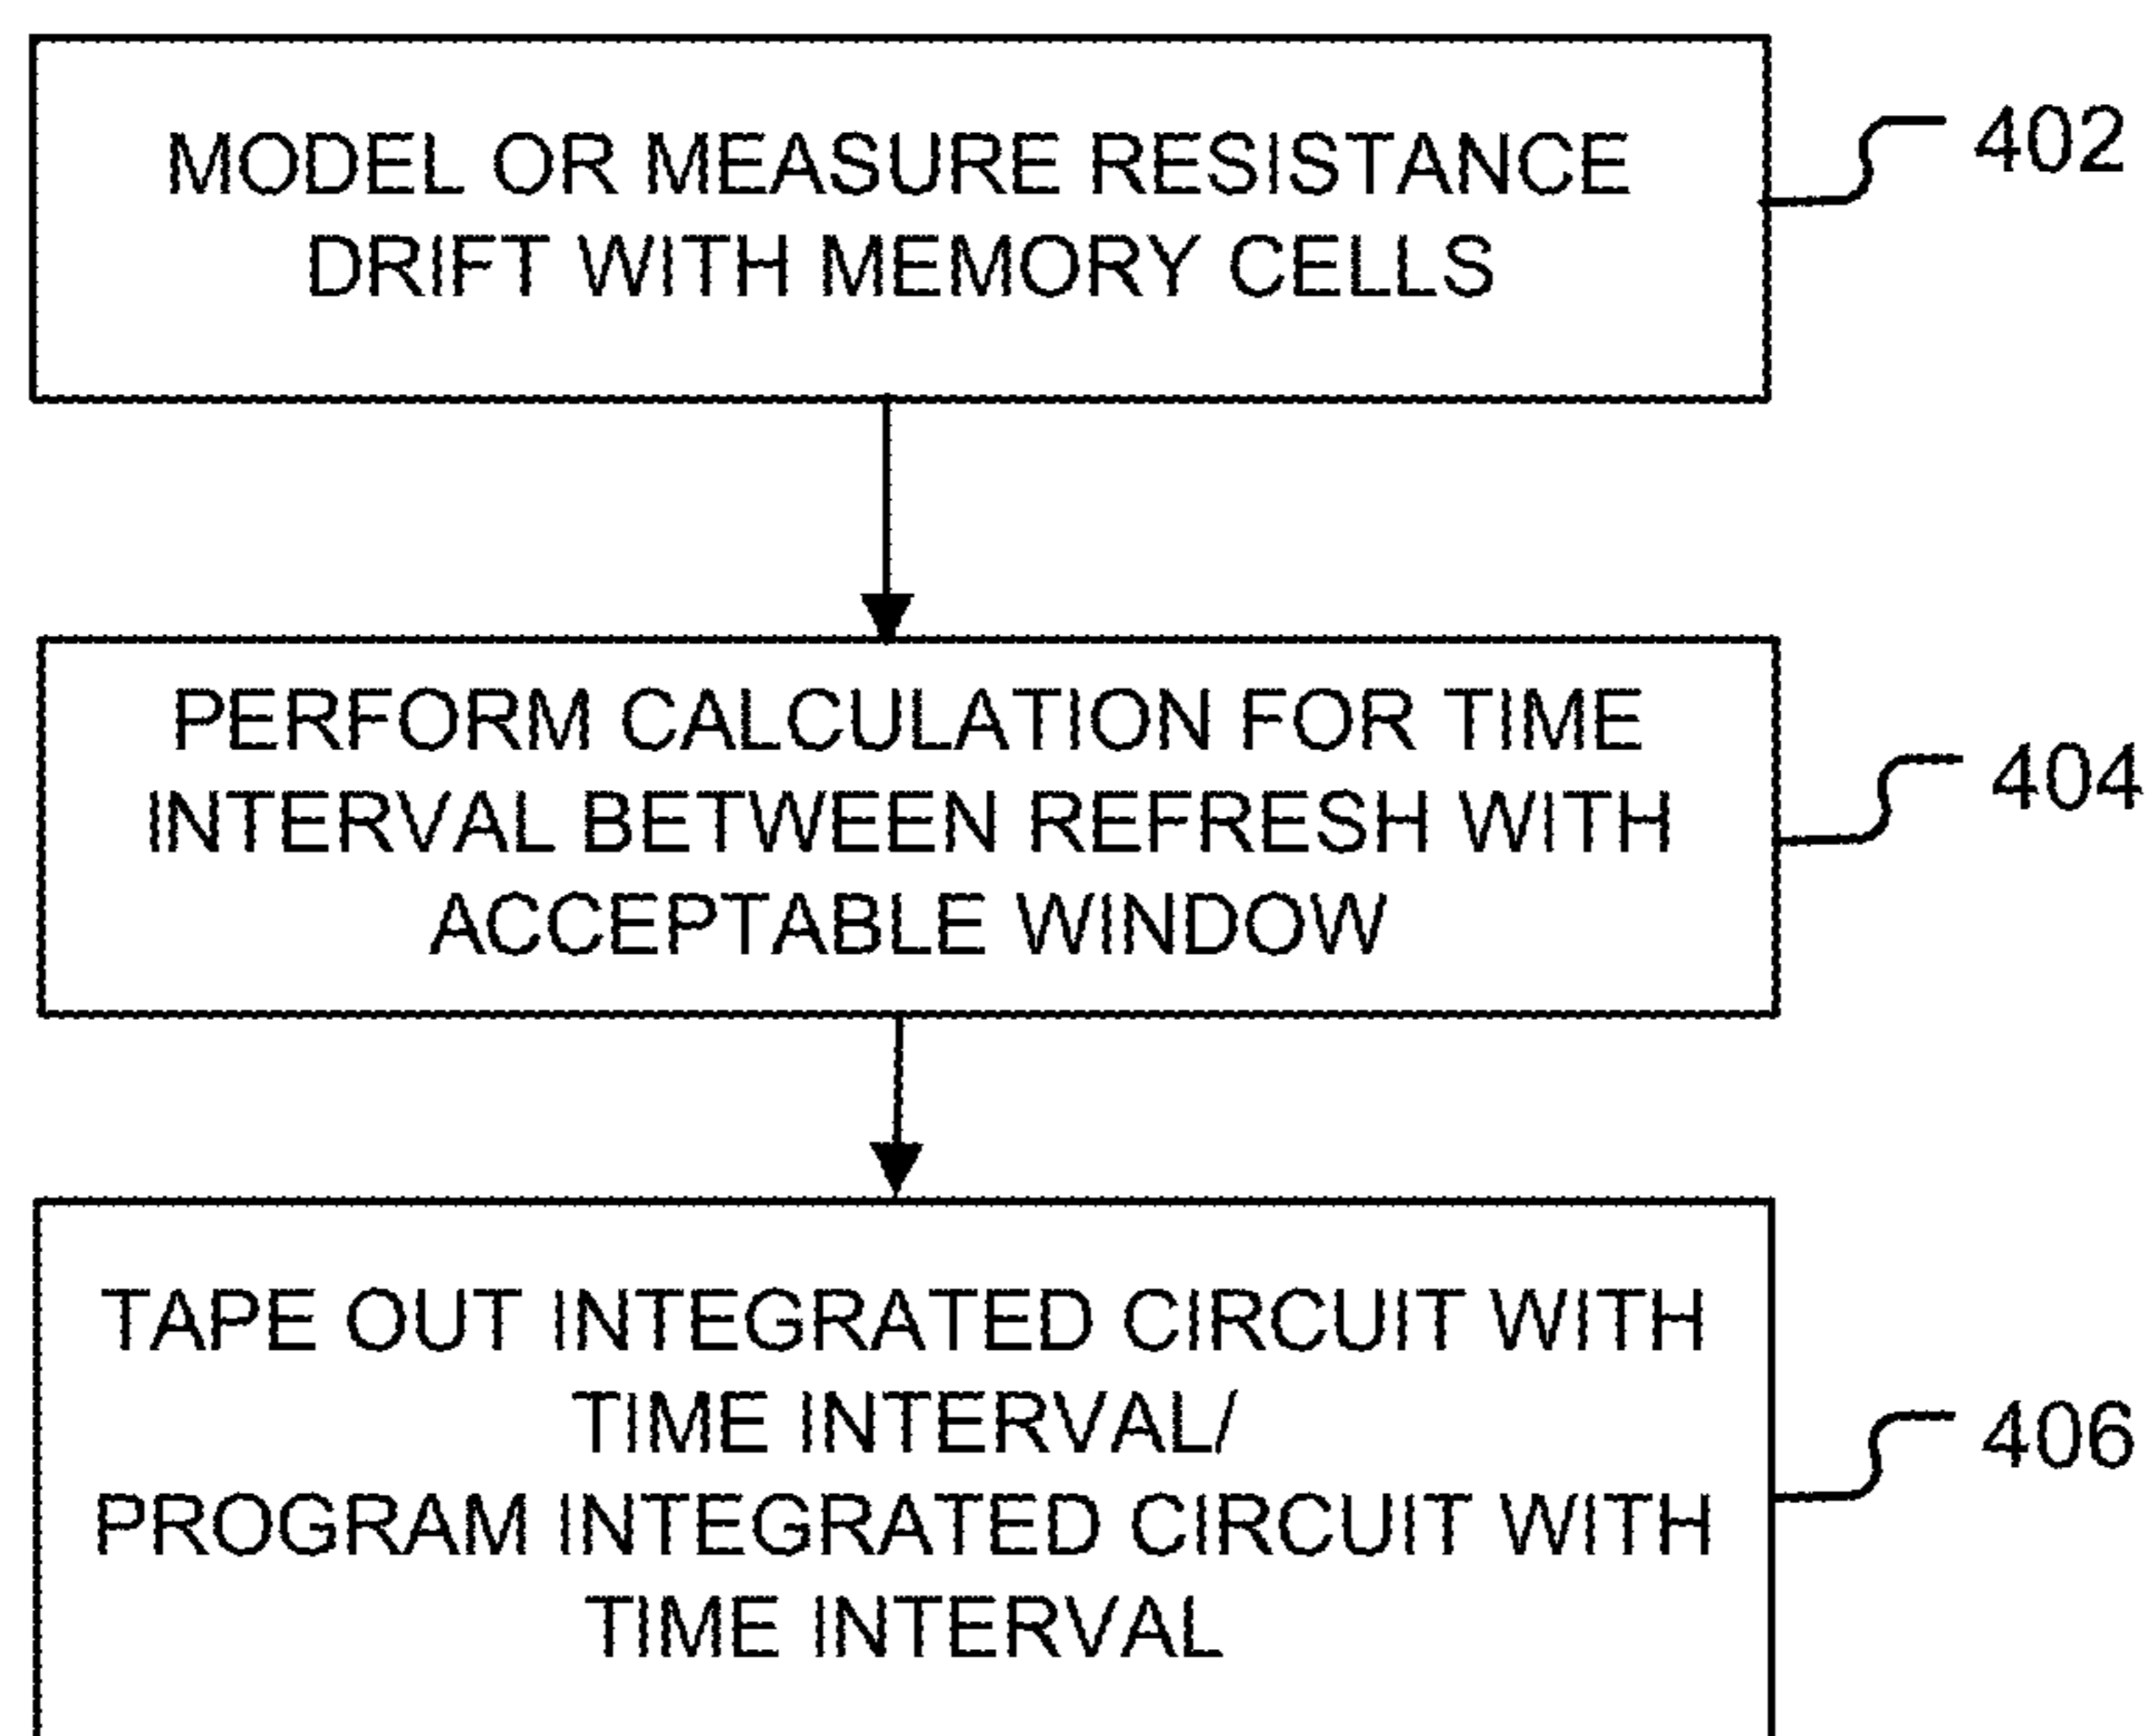 MODEL OR MEASURE RESISTANCE
DRIFT WITH MEMORY CELLS
402
PERFORM CALCULATION FOR TIME
INTERVAL BETWEEN REFRESH WITH
ACCEPTABLE WINDOW
404
TAPE OUT INTEGRATED CIRCUIT WITH
TIME INTERVAL/
PROGRAM INTEGRATED CIRCUIT WITH
TIME INTERVAL
406